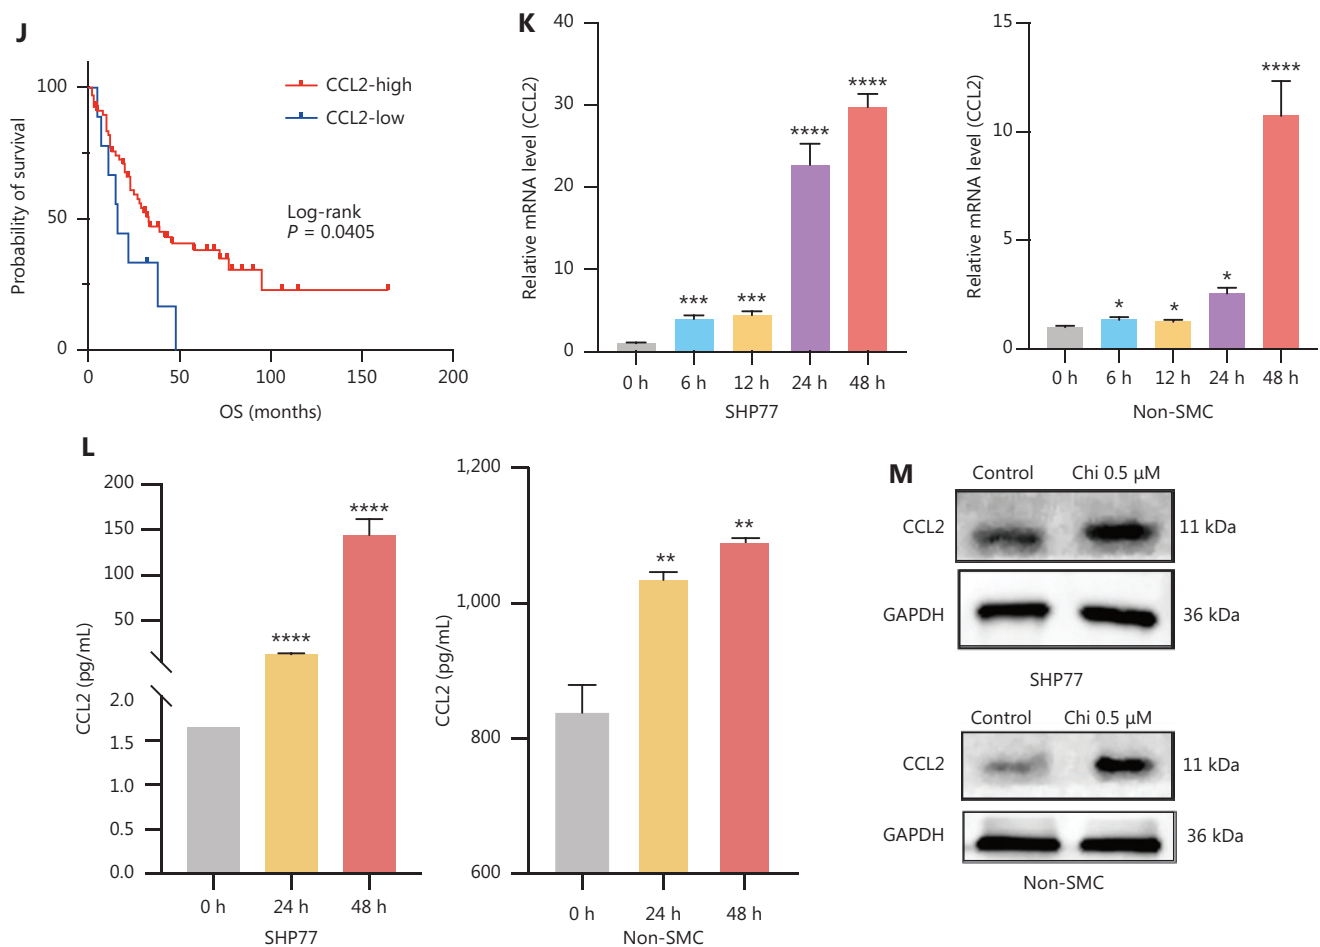 J
Probability of survival
100
50
0
0 50 100 150 200
OS (months)
CCL2-high
CCL2-low
Log-rank
P = 0.0405
K
Relative mRNA level (CCL2)
40
30
20
10
0
*** *** **** ****
0 h 6 h 12 h 24 h 48 h
SHP77
Relative mRNA level (CCL2)
15
10
5
0
* * * ****
0 h 6 h 12 h 24 h 48 h
Non-SMC
L
CCL2 (pg/mL)
200
150
100
50
2.0
1.5
1.0
0.5
0.0
**** ****
0 h 24 h 48 h
SHP77
CCL2 (pg/mL)
1,200
1,000
800
600
** **
0 h 24 h 48 h
Non-SMC
M
Control Chi 0.5 µM
CCL2 11 kDa
GAPDH 36 kDa
SHP77
Control Chi 0.5 µM
CCL2 11 kDa
GAPDH 36 kDa
Non-SMC